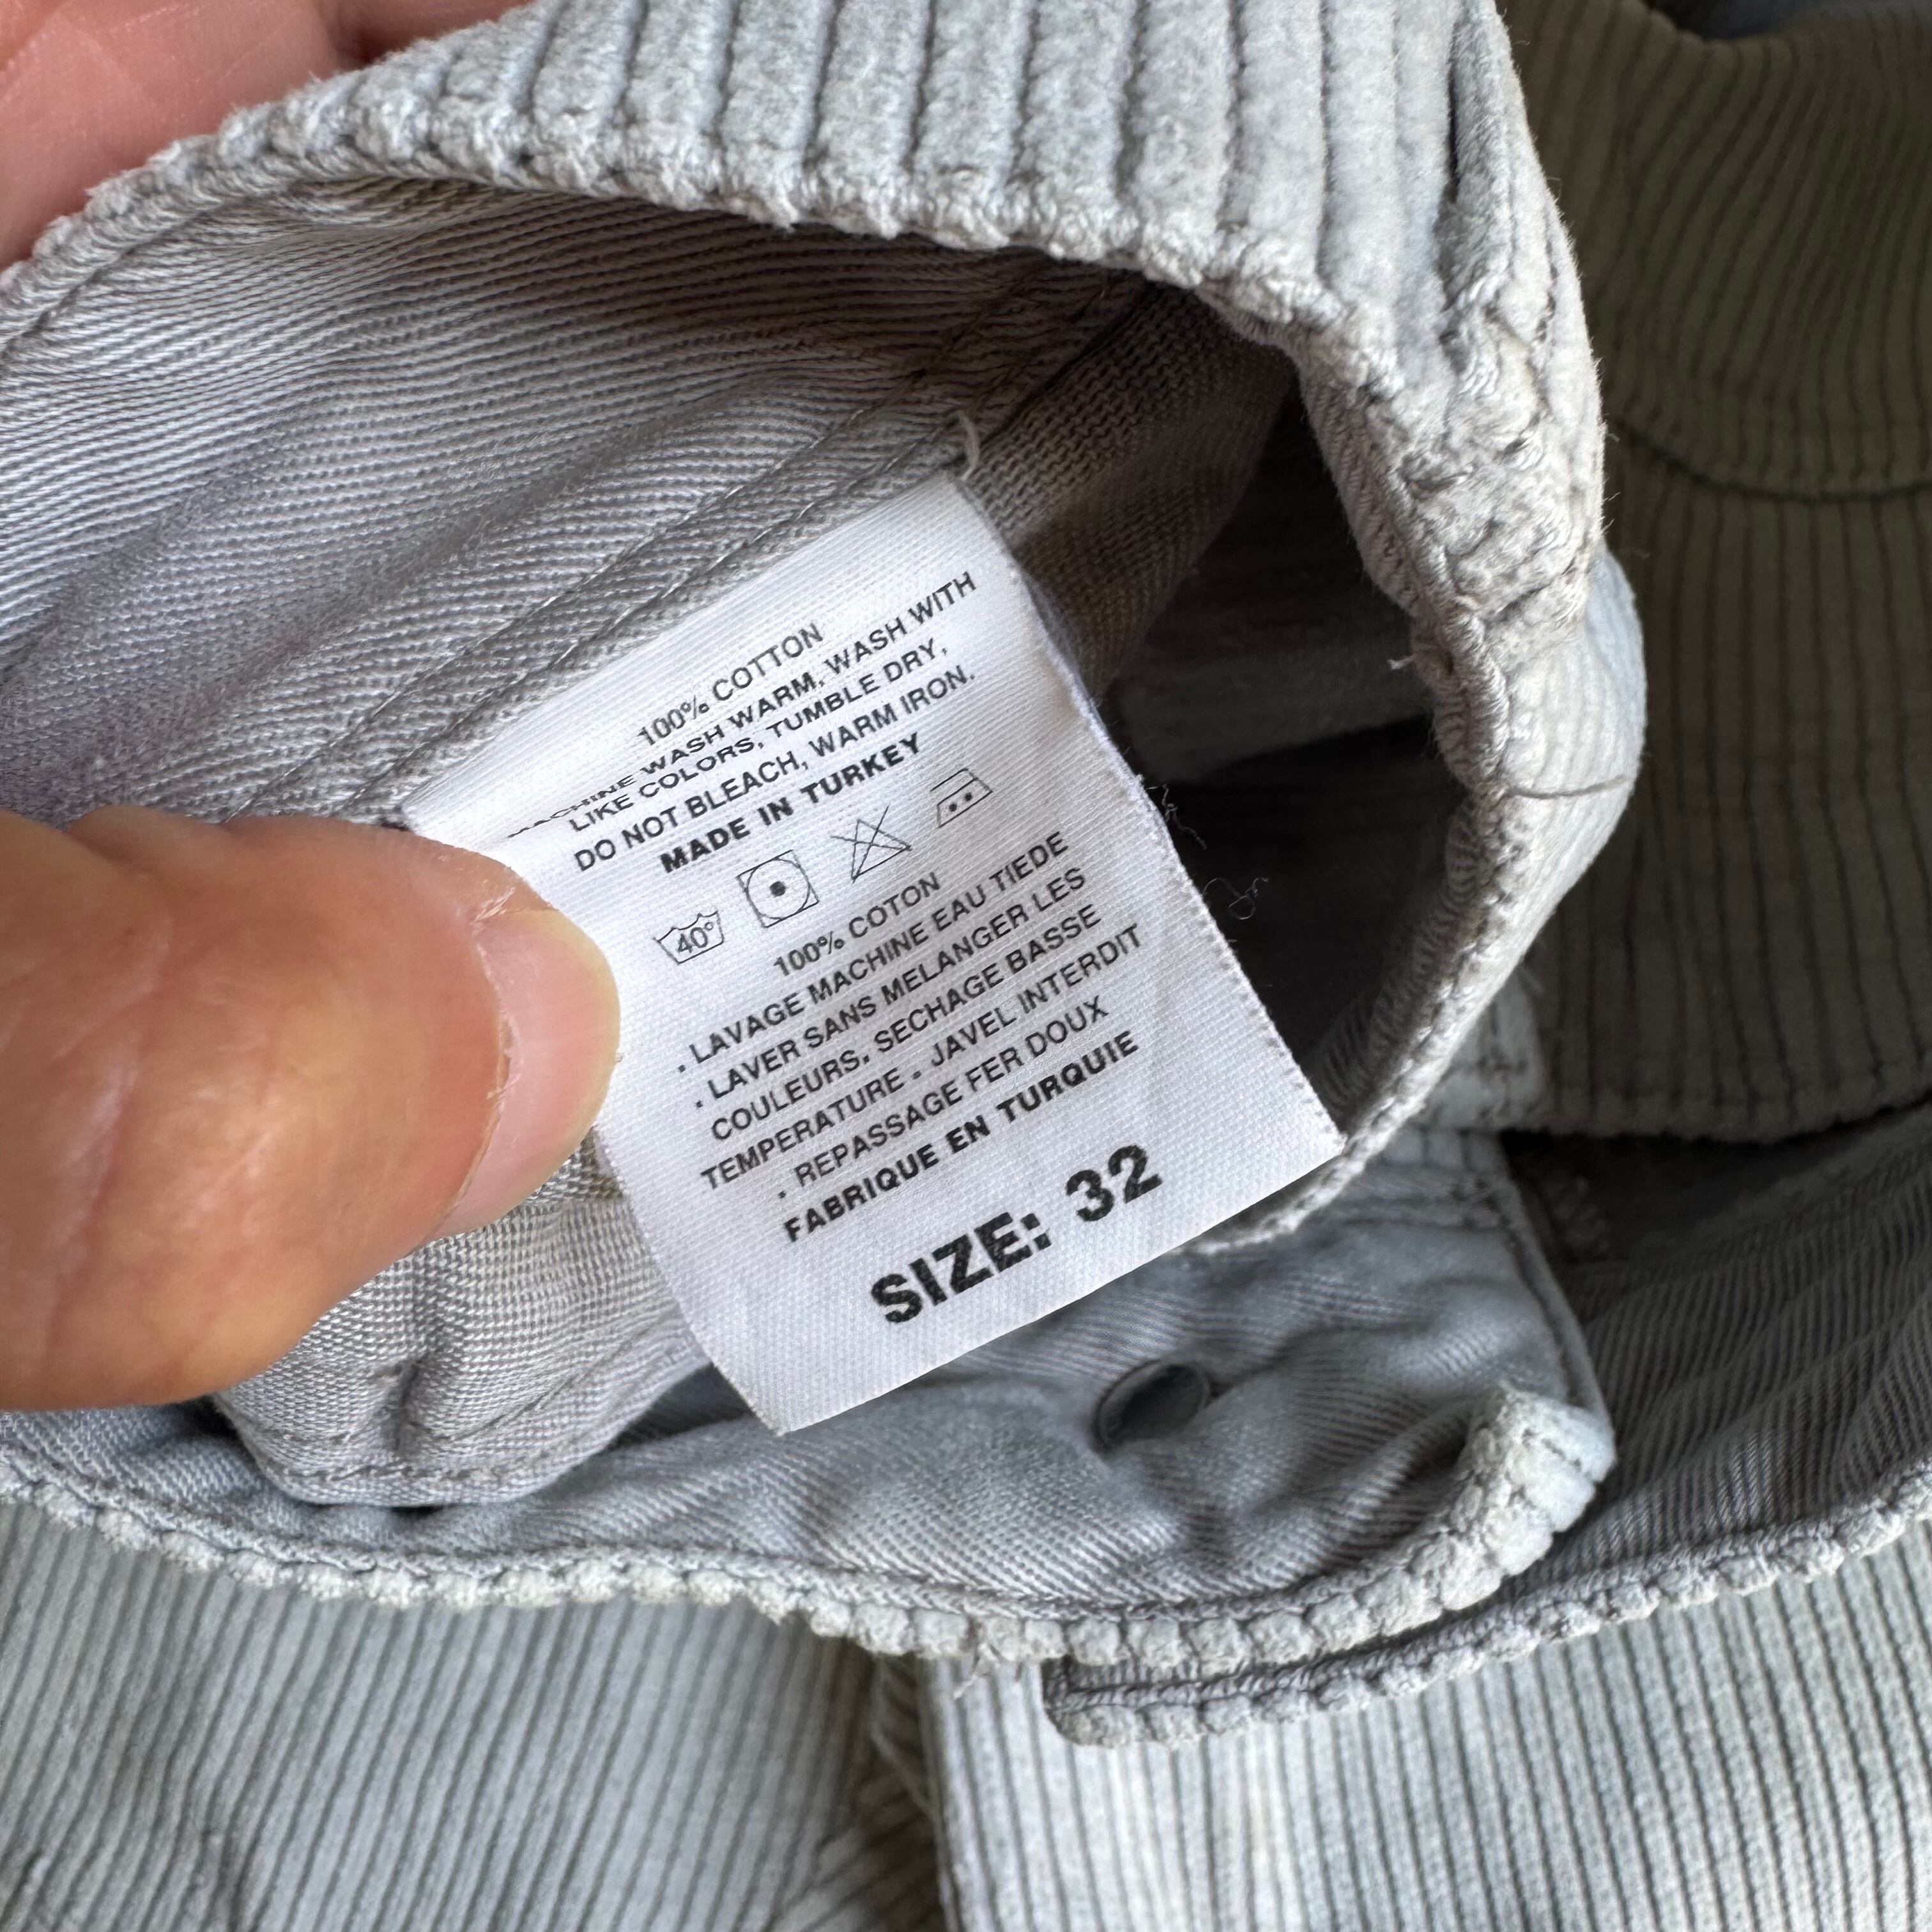 100% COTTON
MACHINE WASH WARM, WASH WITH
LIKE COLORS, TUMBLE DRY,
DO NOT BLEACH, WARM IRON.
MADE IN TURKEY
40°
100% COTON
. LAVAGE MACHINE EAU TIEDE
. LAVER SANS MELANGER LES
COULEURS. SECHAGE BASSE
TEMPERATURE . JAVEL INTERDIT
. REPASSAGE FER DOUX
FABRIQUE EN TURQUIE
SIZE: 32